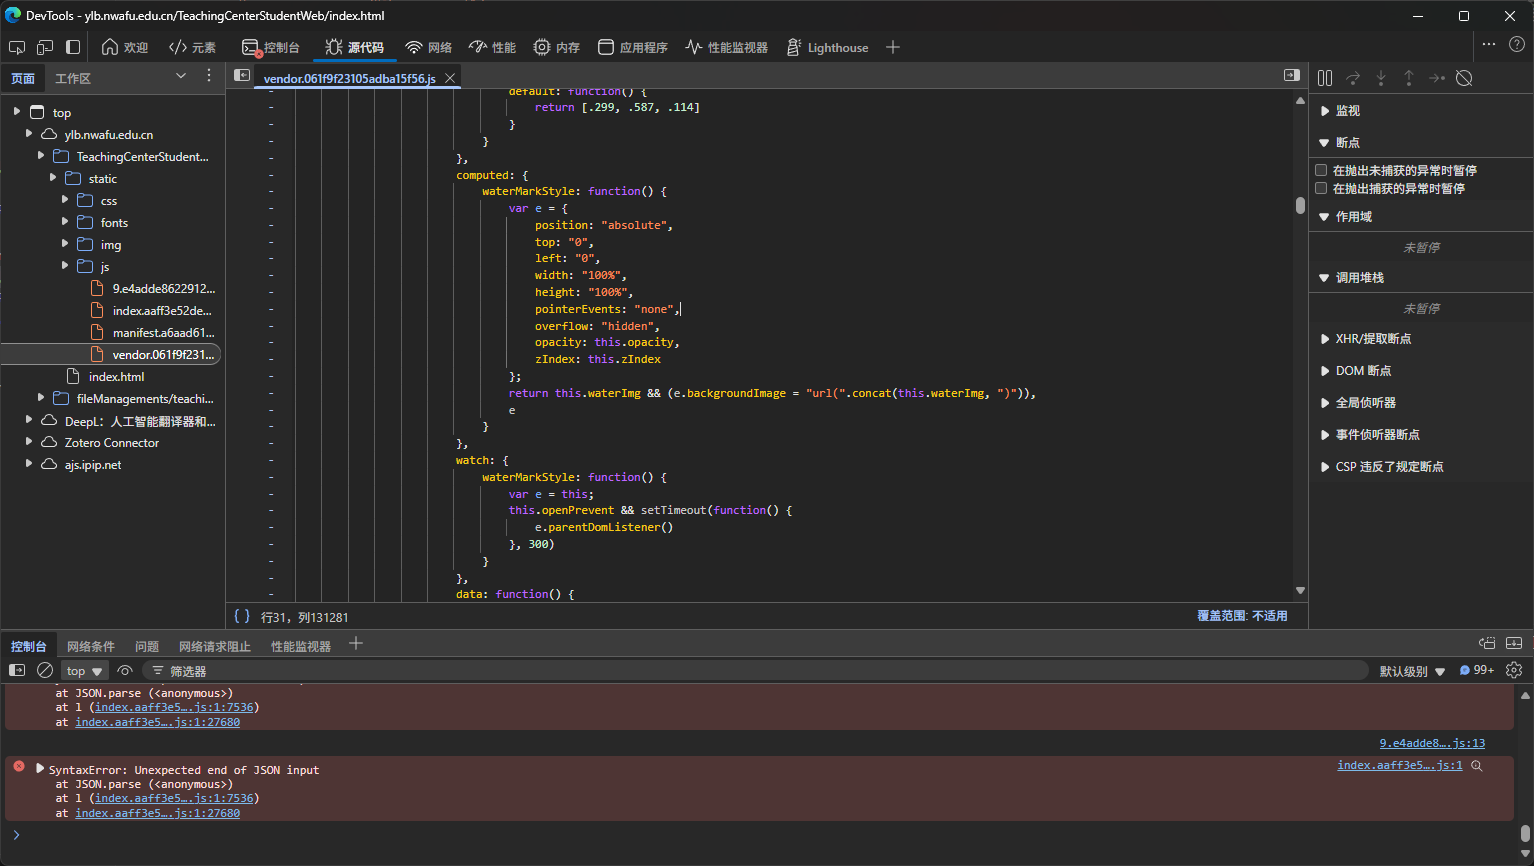 DevTools - ylb.nwafu.edu.cn/TeachingCenterStudentWeb/index.html
欢迎
元素
控制台
源代码
网络
性能
内存
应用程序
性能监视器
Lighthouse
页面
工作区
vendor.061f9f23105adba15f56.js
top
ylb.nwafu.edu.cn
TeachingCenterStudent...
static
css
fonts
img
js
9.e4adde8622912...
index.aaff3e52de...
manifest.a6aad61...
vendor.061f9f231...
index.html
fileManagements/teachi...
DeepL：人工智能翻译器和...
Zotero Connector
ajs.ipip.net
default: function() {
return [.299, .587, .114]
}
}
},
computed: {
waterMarkStyle: function() {
var e = {
position: "absolute",
top: "0",
left: "0",
width: "100%",
height: "100%",
pointerEvents: "none",
overflow: "hidden",
opacity: this.opacity,
zIndex: this.zIndex
};
return this.waterImg && (e.backgroundImage = "url(".concat(this.waterImg, ")")),
e
}
},
watch: {
waterMarkStyle: function() {
var e = this;
this.openPrevent && setTimeout(function() {
e.parentDomListener()
}, 300)
}
},
data: function() {
{ } 行31，列131281
覆盖范围: 不适用
监视
断点
在抛出未捕获的异常时暂停
在抛出捕获的异常时暂停
作用域
未暂停
调用堆栈
未暂停
XHR/提取断点
DOM 断点
全局侦听器
事件侦听器断点
CSP 违反了规定断点
控制台
网络条件
问题
网络请求阻止
性能监视器
top
筛选器
默认级别
99+
at JSON.parse (<anonymous>)
at l (index.aaff3e5….js:1:7536)
at index.aaff3e5….js:1:27680
9.e4adde8….js:13
SyntaxError: Unexpected end of JSON input
index.aaff3e5….js:1
at JSON.parse (<anonymous>)
at l (index.aaff3e5….js:1:7536)
at index.aaff3e5….js:1:27680